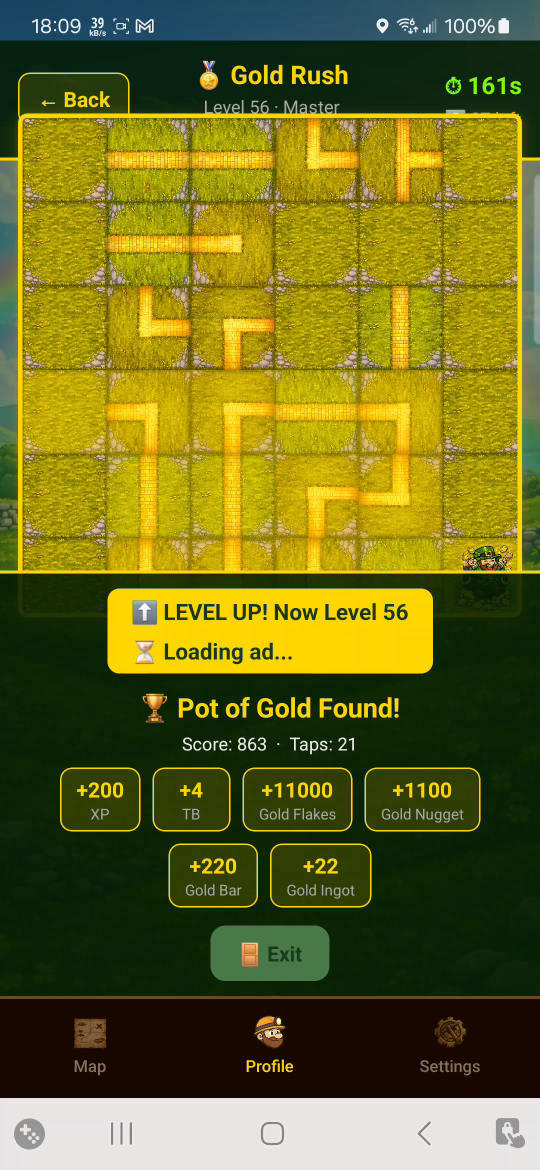 18:09 39 kB/s 100%
🏅 Gold Rush
← Back
161s
Level 56 · Master
LEVEL UP! Now Level 56
Loading ad...
Pot of Gold Found!
Score: 863 · Taps: 21
+200 +4 +11000 +1100
XP TB Gold Flakes Gold Nugget
+220 +22
Gold Bar Gold Ingot
Exit
Map Profile Settings